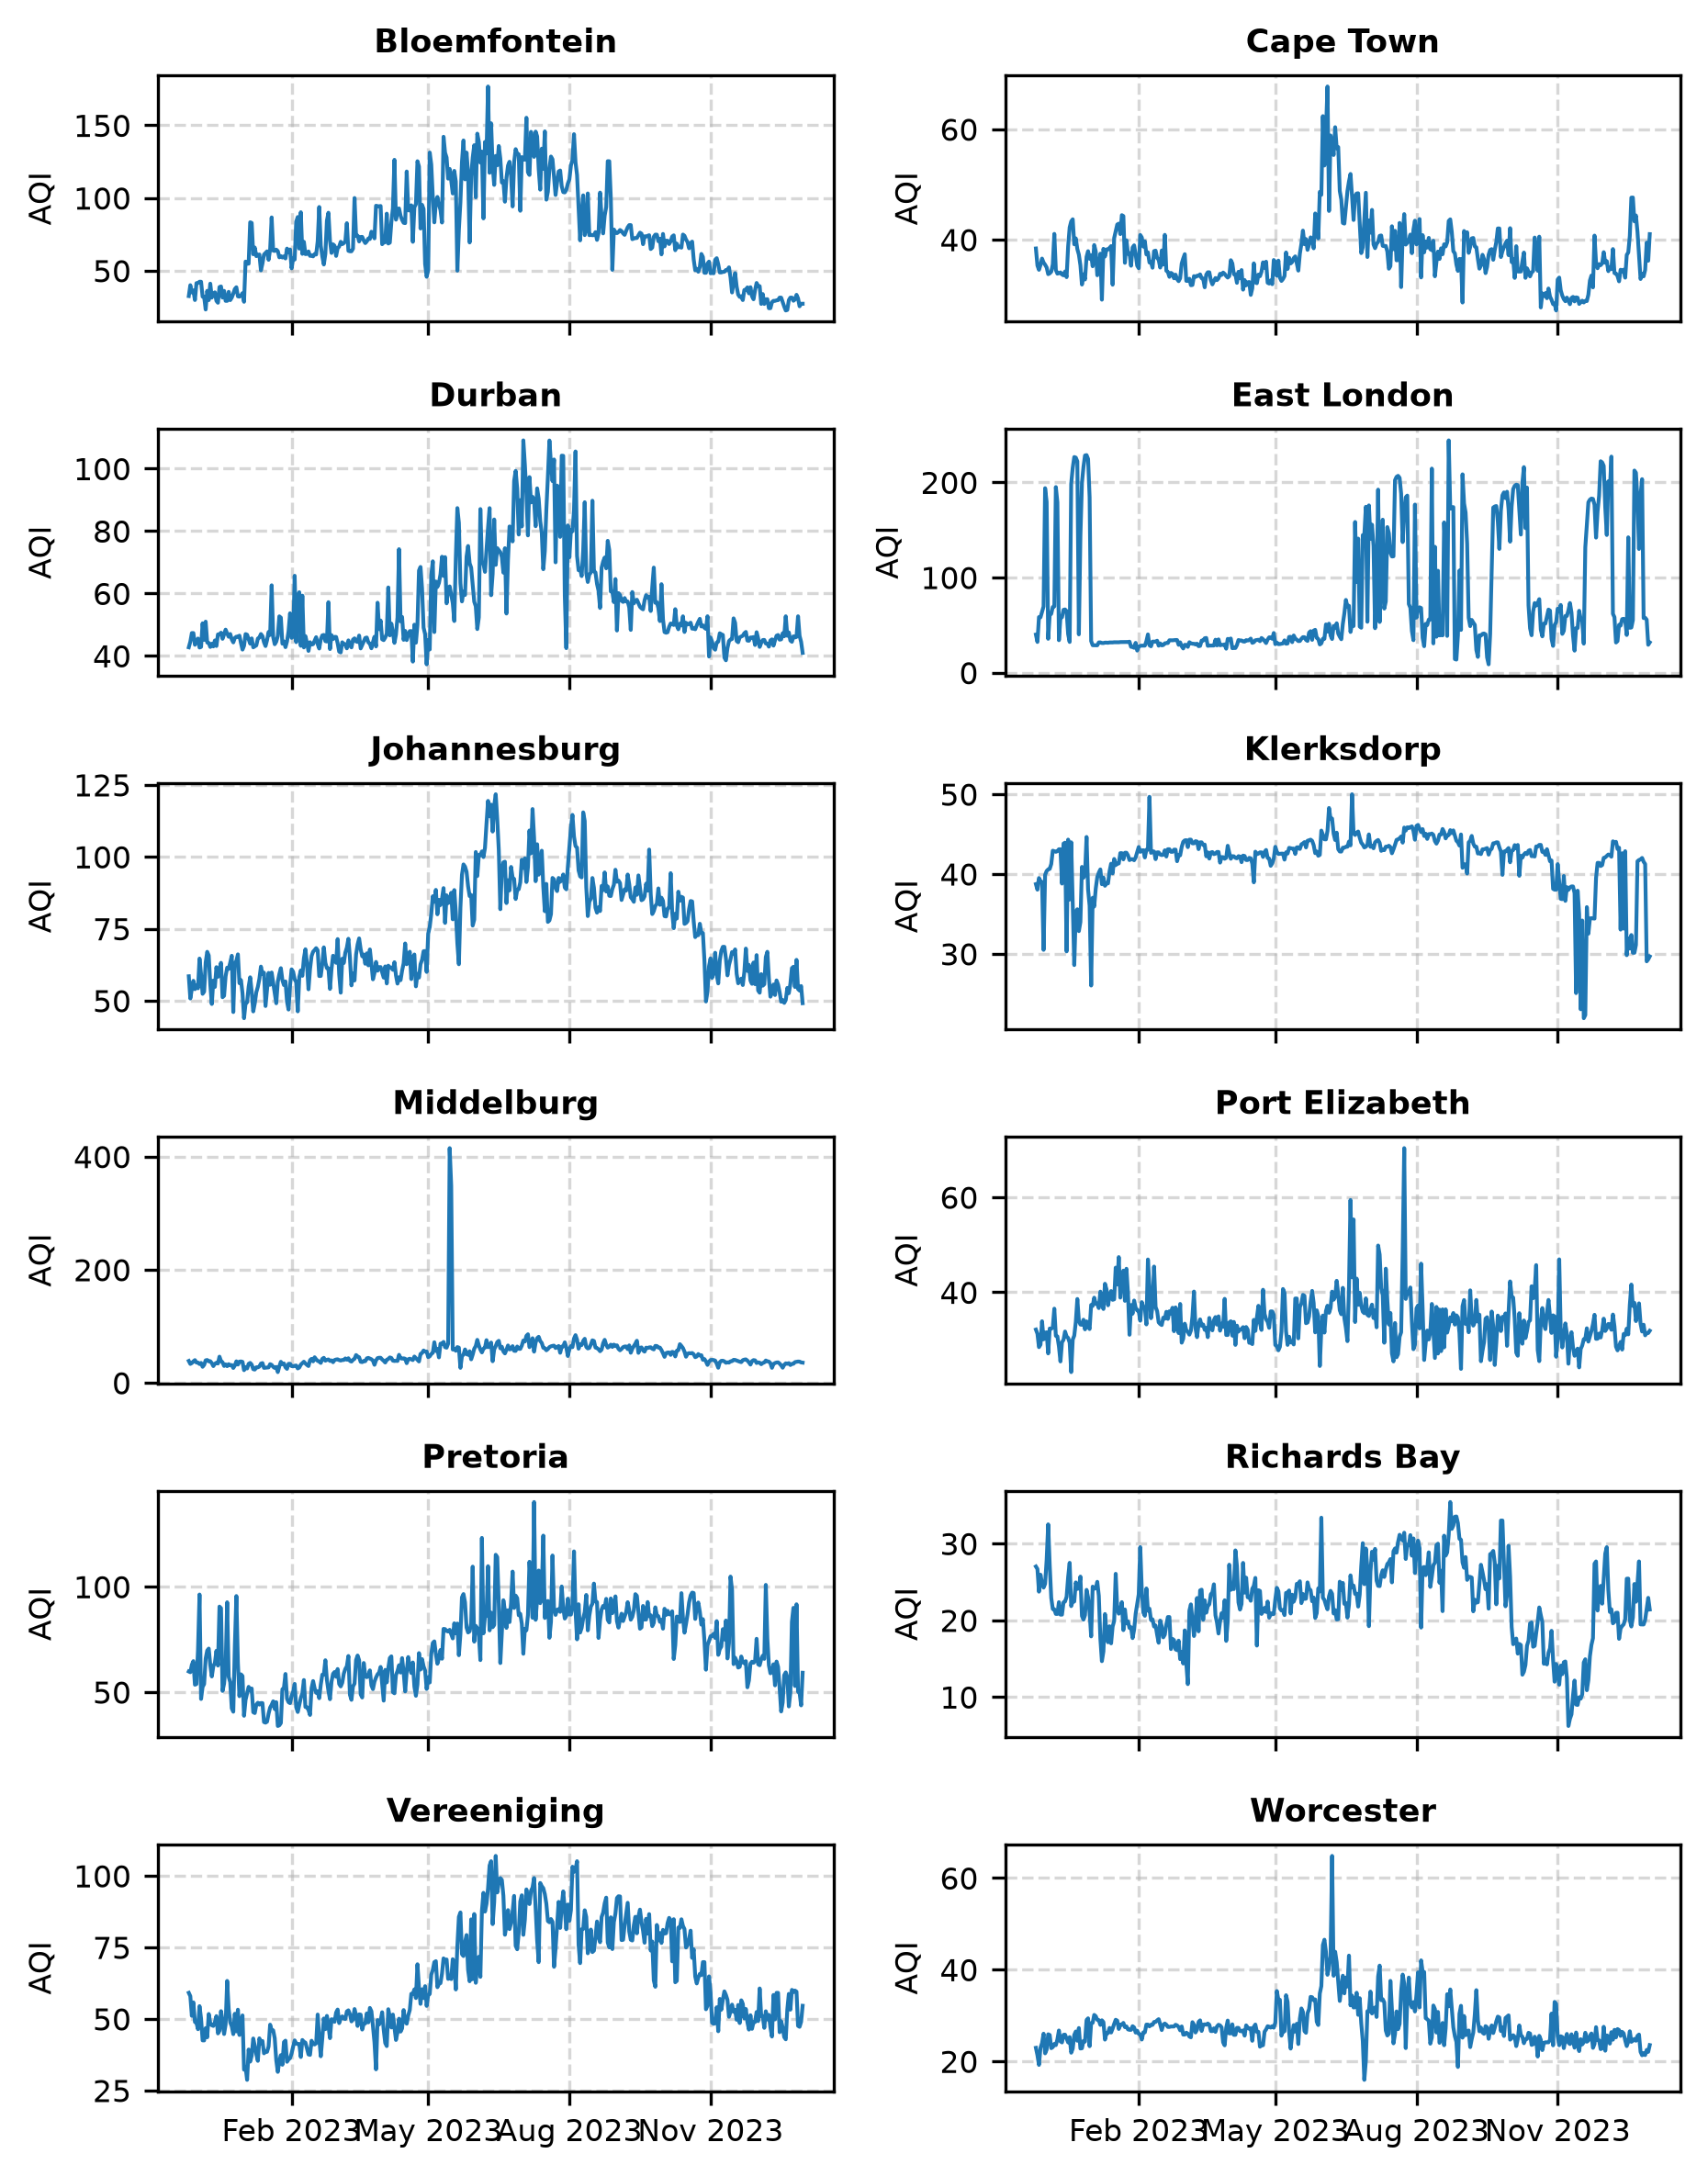 Bloemfontein
AQI
150
100
50
Cape Town
AQI
60
40
Durban
AQI
100
80
60
40
East London
AQI
200
100
0
Johannesburg
AQI
125
100
75
50
Klerksdorp
AQI
50
40
30
Middelburg
AQI
400
200
0
Port Elizabeth
AQI
60
40
Pretoria
AQI
100
50
Richards Bay
AQI
30
20
10
Vereeniging
AQI
100
75
50
25
Feb 2023 May 2023 Aug 2023 Nov 2023
Worcester
AQI
60
40
20
Feb 2023 May 2023 Aug 2023 Nov 2023